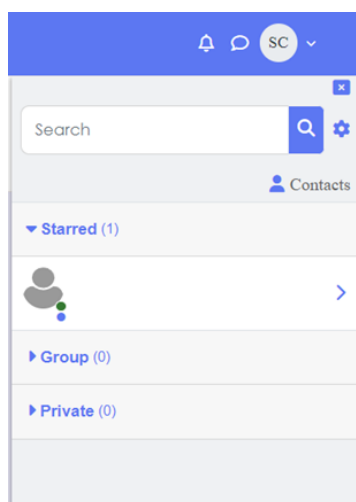 SC
Search
Contacts
Starred (1)
Group (0)
Private (0)